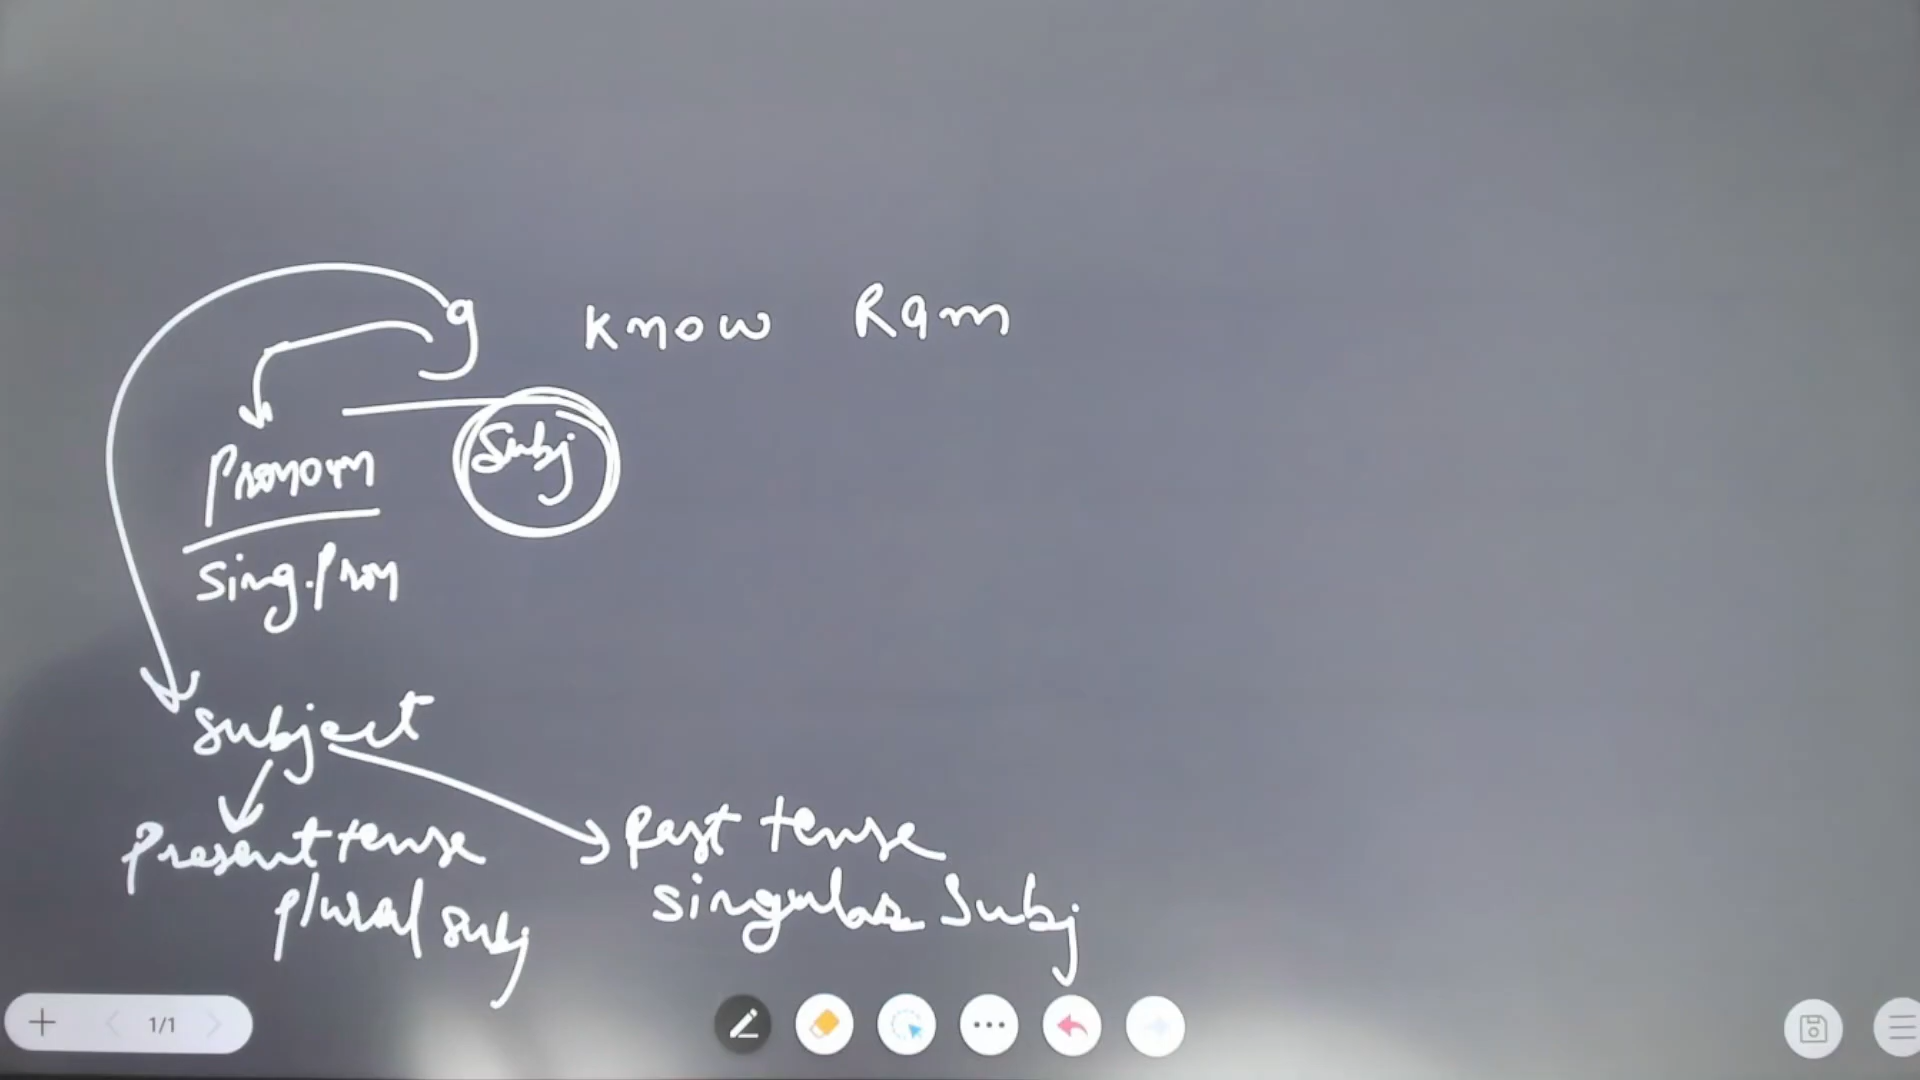 I know Ram
Subj
Pronoun
Sing. Pron
Subject
Present tense
plural subj
Past tense
singular Subj
1/1